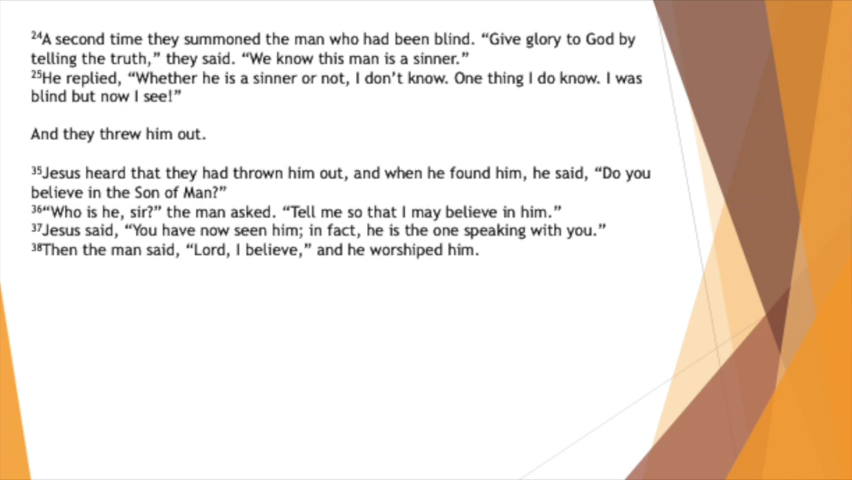 ²⁴A second time they summoned the man who had been blind. “Give glory to God by
telling the truth,” they said. “We know this man is a sinner.”
²⁵He replied, “Whether he is a sinner or not, I don’t know. One thing I do know. I was
blind but now I see!”
And they threw him out.
³⁵Jesus heard that they had thrown him out, and when he found him, he said, “Do you
believe in the Son of Man?”
³⁶“Who is he, sir?” the man asked. “Tell me so that I may believe in him.”
³⁷Jesus said, “You have now seen him; in fact, he is the one speaking with you.”
³⁸Then the man said, “Lord, I believe,” and he worshiped him.